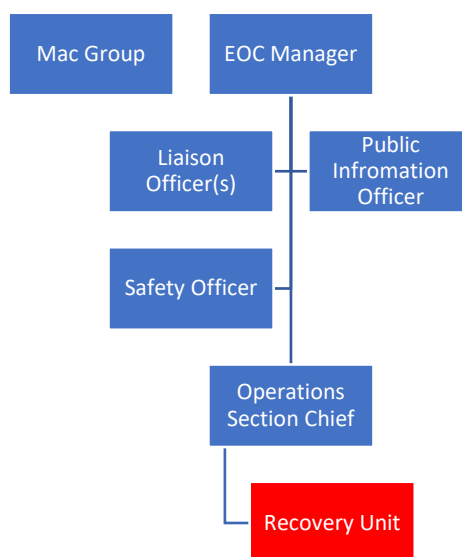 Mac Group
EOC Manager
Liaison
Officer(s)
Public
Infromation
Officer
Safety Officer
Operations
Section Chief
Recovery Unit